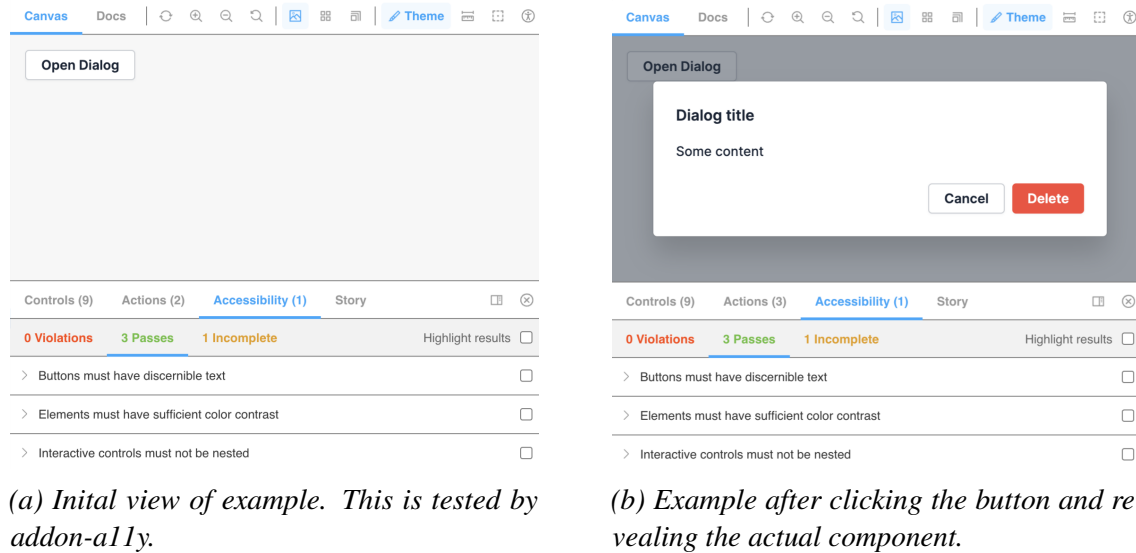 Canvas Docs Theme
Open Dialog
Controls (9) Actions (2) Accessibility (1) Story
0 Violations 3 Passes 1 Incomplete Highlight results
Buttons must have discernible text
Elements must have sufficient color contrast
Interactive controls must not be nested
(a) Inital view of example. This is tested by
addon-a11y.
Canvas Docs Theme
Open Dialog
Dialog title
Some content
Cancel Delete
Controls (9) Actions (3) Accessibility (1) Story
0 Violations 3 Passes 1 Incomplete Highlight results
Buttons must have discernible text
Elements must have sufficient color contrast
Interactive controls must not be nested
(b) Example after clicking the button and re
vealing the actual component.